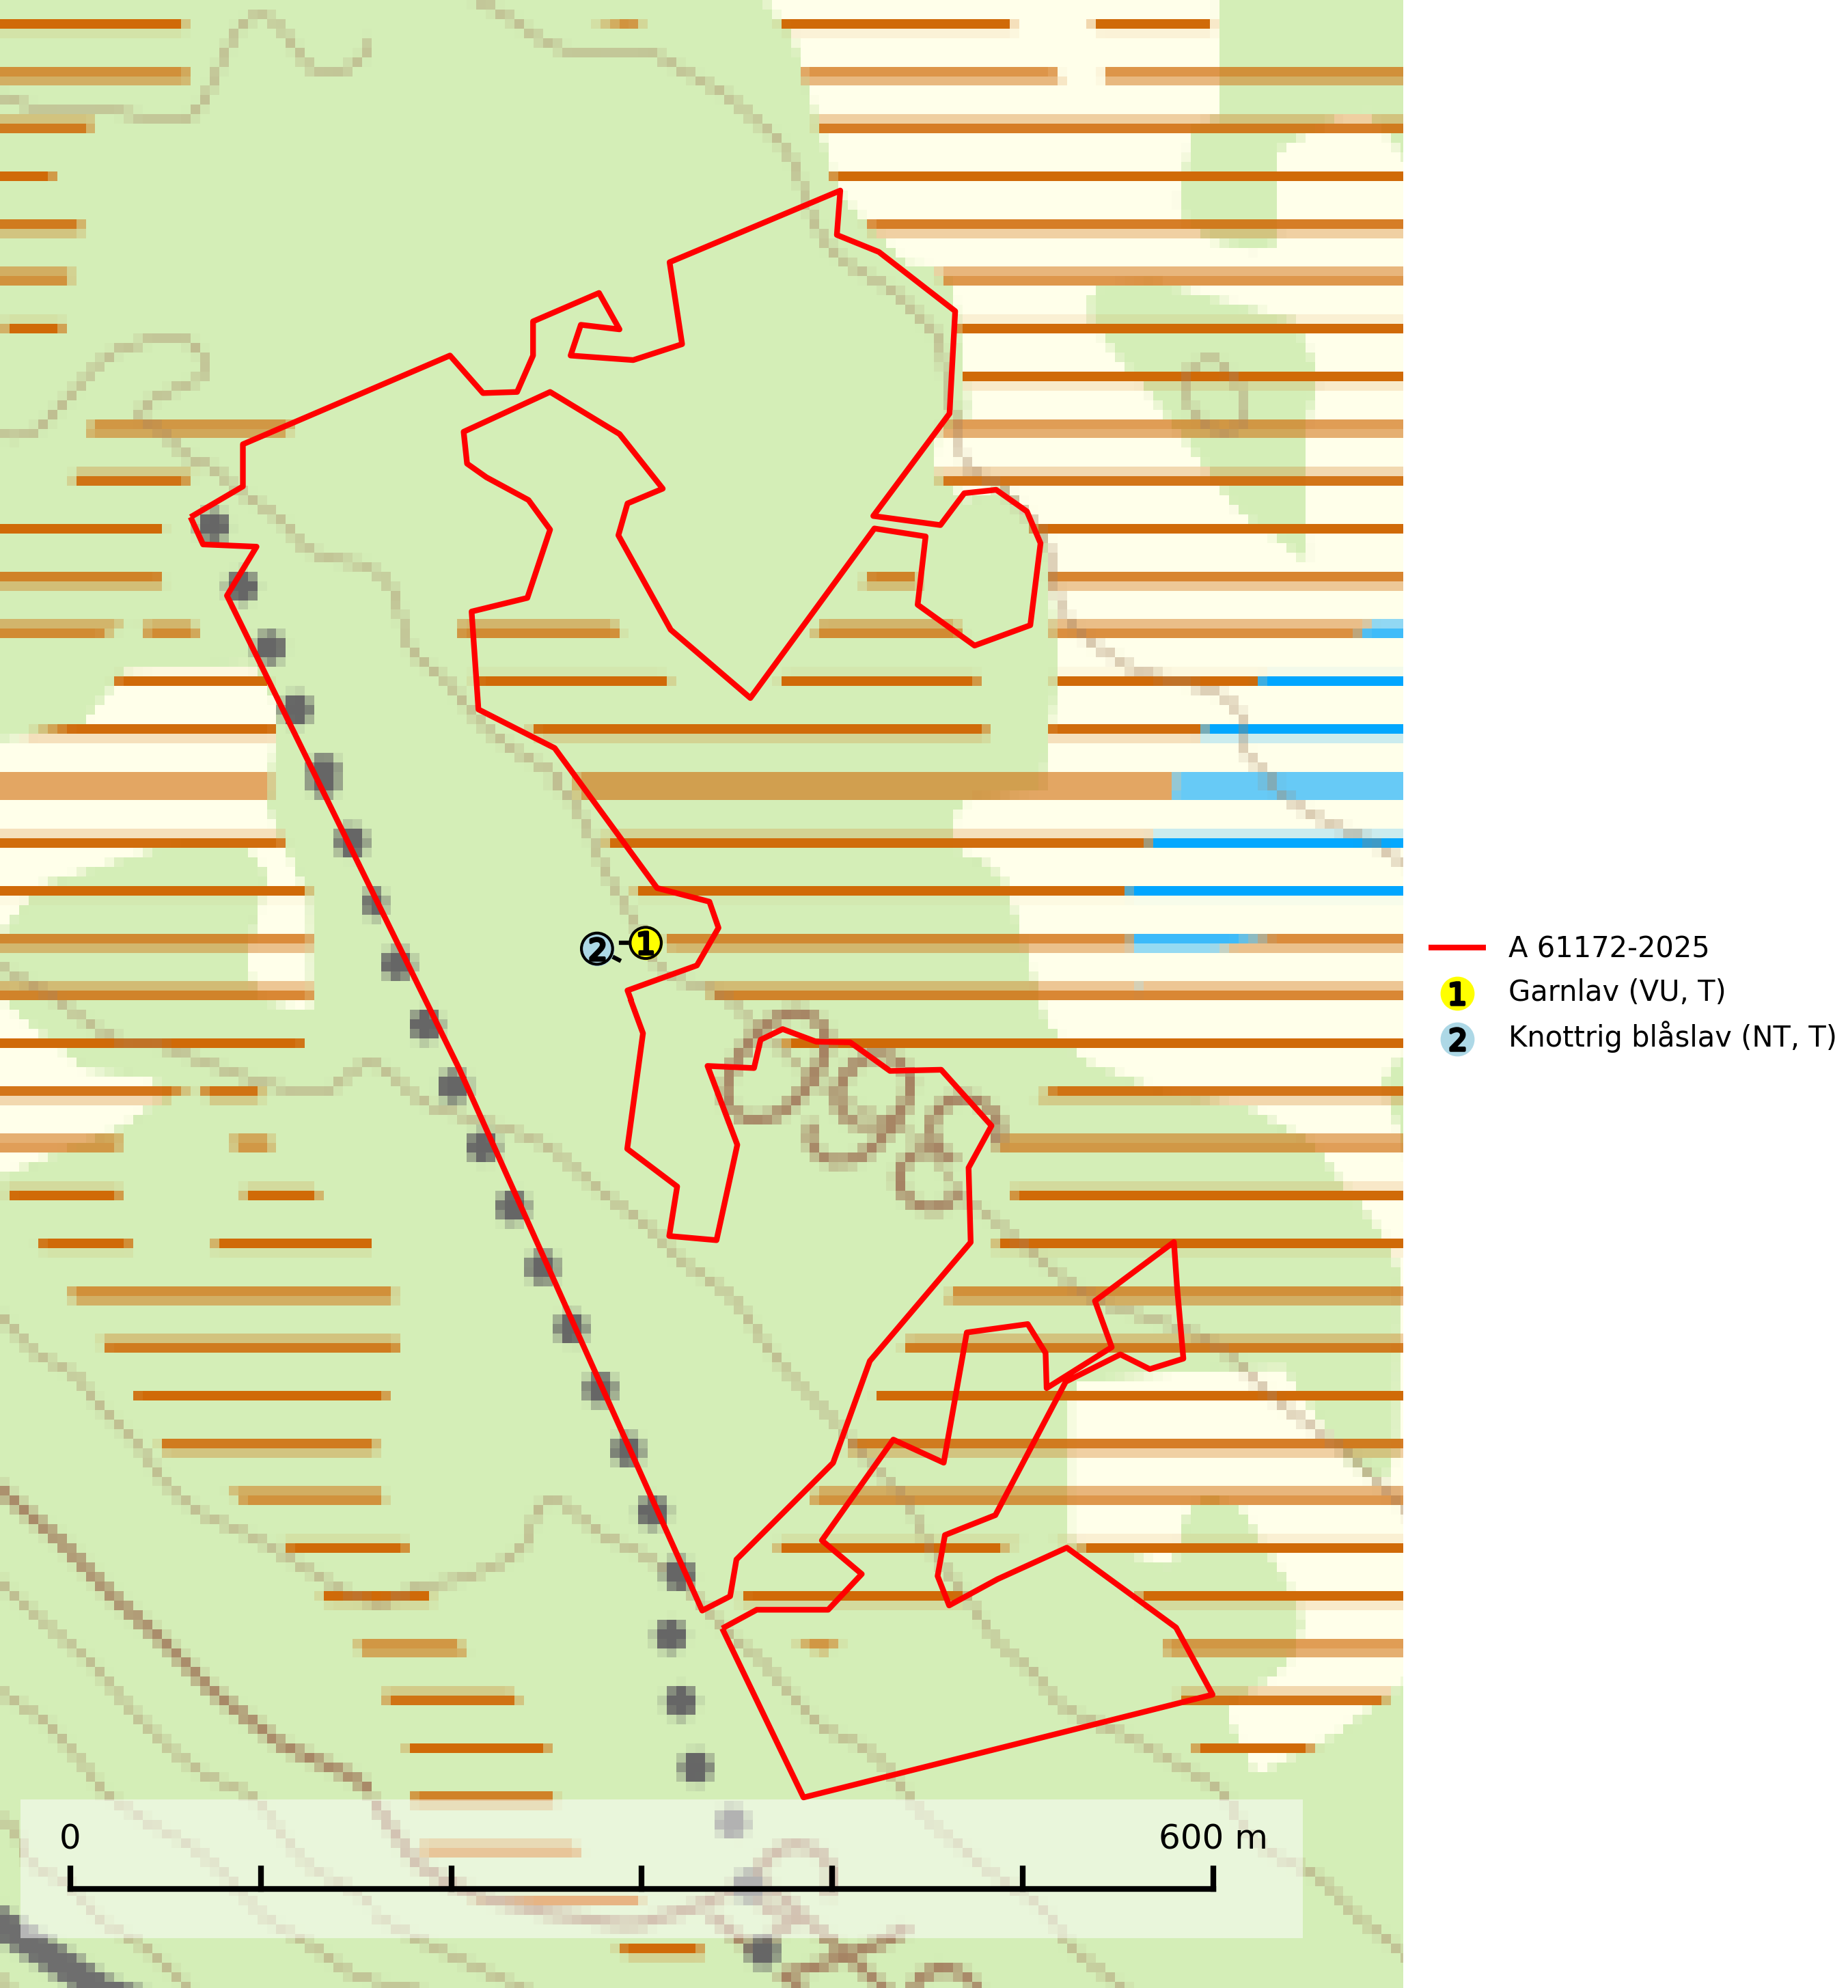 2 1
A 61172-2025
1 Garnlav (VU, T)
2 Knottrig blåslav (NT, T)
0 600 m